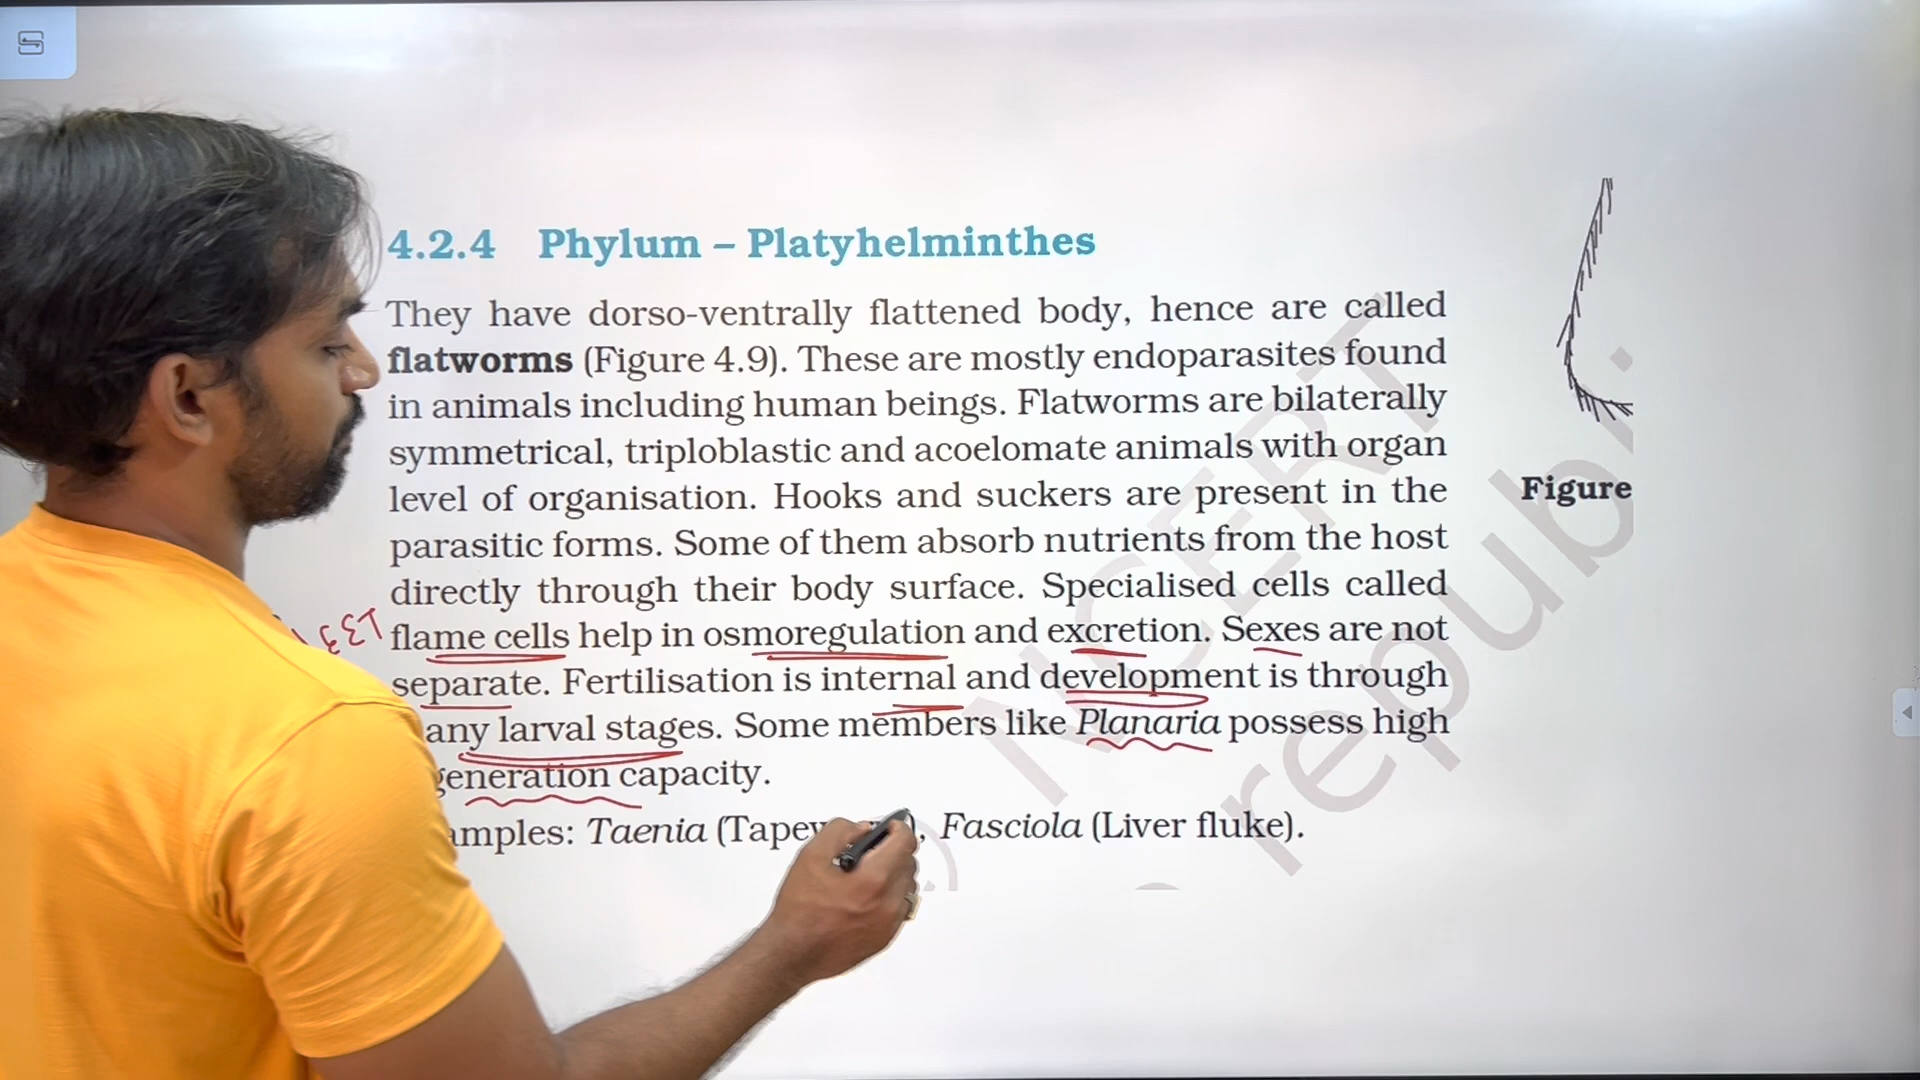 4.2.4 Phylum – Platyhelminthes
They have dorso-ventrally flattened body, hence are called
flatworms (Figure 4.9). These are mostly endoparasites found
in animals including human beings. Flatworms are bilaterally
symmetrical, triploblastic and acoelomate animals with organ
level of organisation. Hooks and suckers are present in the
parasitic forms. Some of them absorb nutrients from the host
directly through their body surface. Specialised cells called
flame cells help in osmoregulation and excretion. Sexes are not
separate. Fertilisation is internal and development is through
any larval stages. Some members like Planaria possess high
generation capacity.
amples: Taenia (Tapew), Fasciola (Liver fluke).
Figure
NCERT
republ